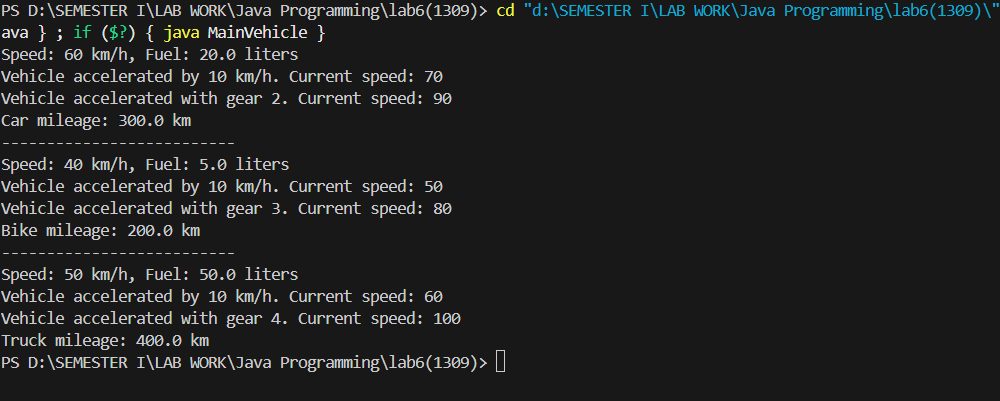 PS D:\SEMESTER I\LAB WORK\Java Programming\lab6(1309)> cd "d:\SEMESTER I\LAB WORK\Java Programming\lab6(1309)\"
ava } ; if ($?) { java MainVehicle }
Speed: 60 km/h, Fuel: 20.0 liters
Vehicle accelerated by 10 km/h. Current speed: 70
Vehicle accelerated with gear 2. Current speed: 90
Car mileage: 300.0 km
--------------------------
Speed: 40 km/h, Fuel: 5.0 liters
Vehicle accelerated by 10 km/h. Current speed: 50
Vehicle accelerated with gear 3. Current speed: 80
Bike mileage: 200.0 km
--------------------------
Speed: 50 km/h, Fuel: 50.0 liters
Vehicle accelerated by 10 km/h. Current speed: 60
Vehicle accelerated with gear 4. Current speed: 100
Truck mileage: 400.0 km
PS D:\SEMESTER I\LAB WORK\Java Programming\lab6(1309)>